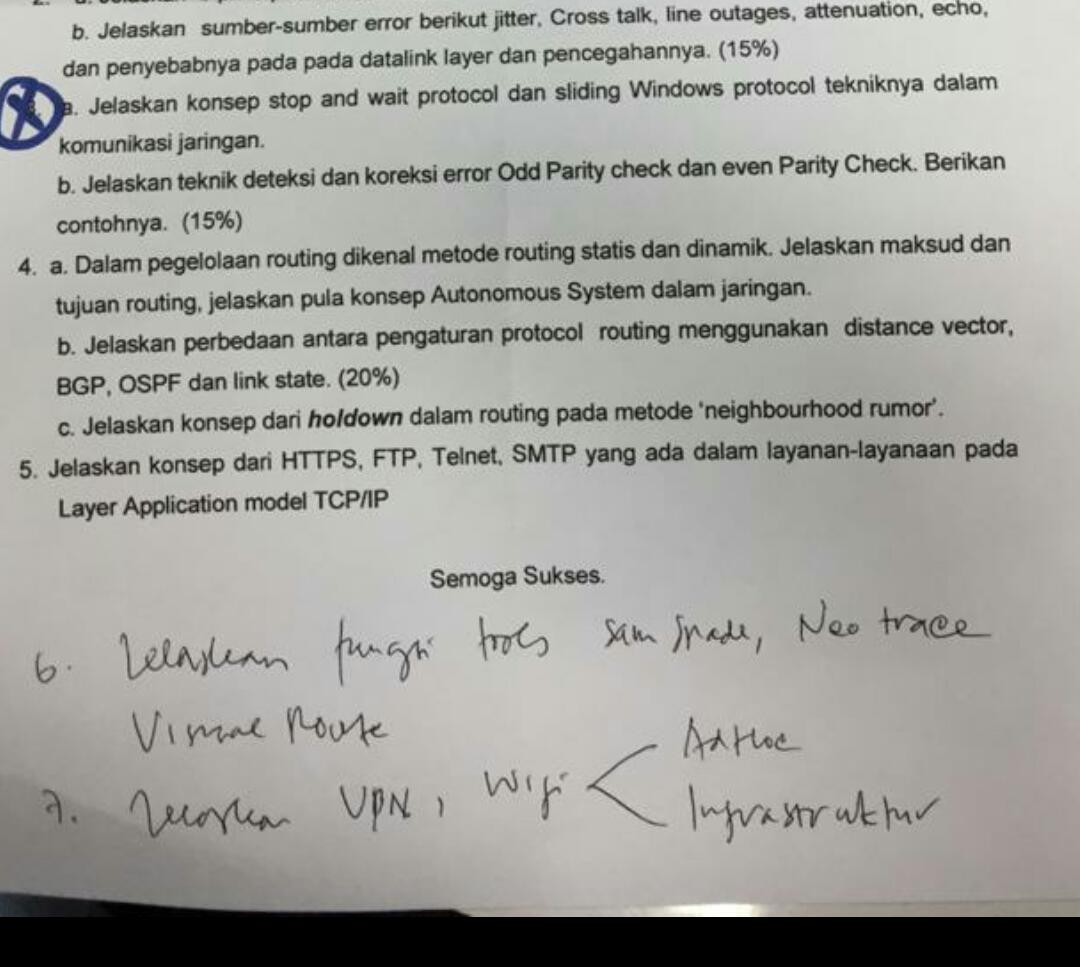 b. Jelaskan sumber-sumber error berikut jitter, Cross talk, line outages, attenuation, echo,
dan penyebabnya pada pada datalink layer dan pencegahannya. (15%)
a. Jelaskan konsep stop and wait protocol dan sliding Windows protocol tekniknya dalam
komunikasi jaringan.
b. Jelaskan teknik deteksi dan koreksi error Odd Parity check dan even Parity Check. Berikan
contohnya. (15%)
4. a. Dalam pegelolaan routing dikenal metode routing statis dan dinamik. Jelaskan maksud dan
tujuan routing, jelaskan pula konsep Autonomous System dalam jaringan.
b. Jelaskan perbedaan antara pengaturan protocol routing menggunakan distance vector,
BGP, OSPF dan link state. (20%)
c. Jelaskan konsep dari holdown dalam routing pada metode 'neighbourhood rumor'.
5. Jelaskan konsep dari HTTPS, FTP, Telnet, SMTP yang ada dalam layanan-layanaan pada
Layer Application model TCP/IP
Semoga Sukses.
6. Jelaskan fungsi tools Sam Spade, Neo trace
Visual Route
7. Jelaskan VPN, Wifi < AdHoc
Infrastruktur